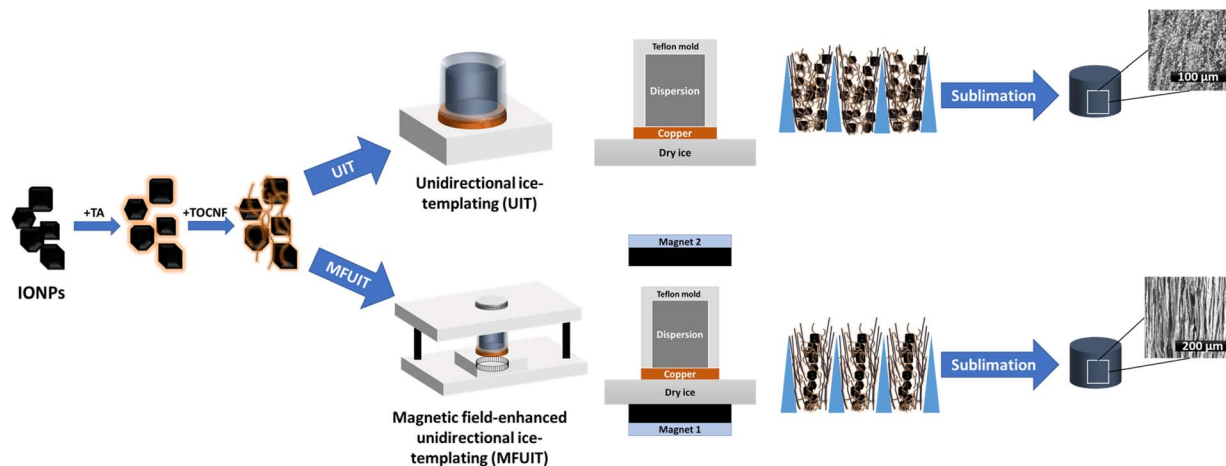 IONPs
+TA
+TOCNF
UIT
MFUIT
Unidirectional ice-
templating (UIT)
Teflon mold
Dispersion
Copper
Dry ice
Sublimation
100 µm
Magnetic field-enhanced
unidirectional ice-
templating (MFUIT)
Magnet 2
Teflon mold
Dispersion
Copper
Dry ice
Magnet 1
Sublimation
200 µm